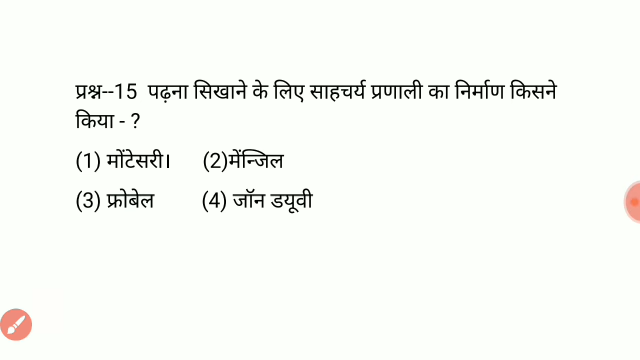 प्रश्न--15 पढ़ना सिखाने के लिए साहचर्य प्रणाली का निर्माण किसने
किया - ?
(1) मोंटेसरी। (2)मेंन्जिल
(3) फ्रोबेल (4) जॉन डयूवी